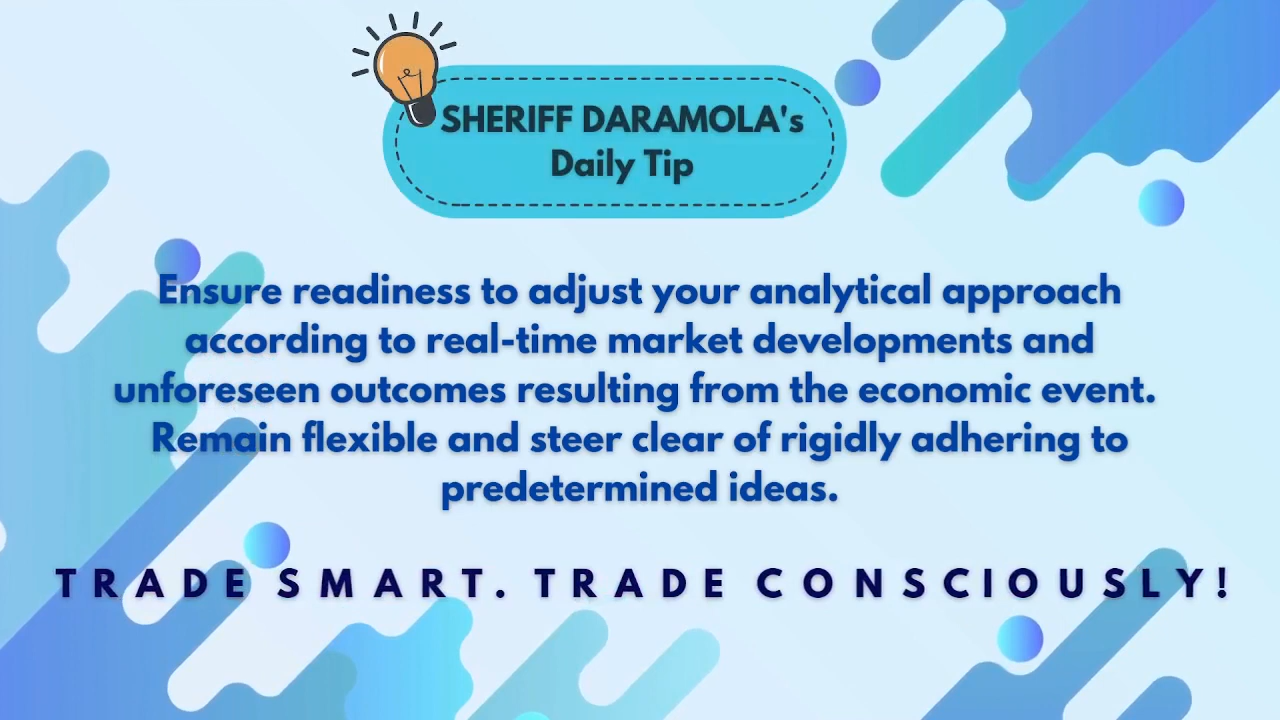 SHERIFF DARAMOLA's
Daily Tip
Ensure readiness to adjust your analytical approach
according to real-time market developments and
unforeseen outcomes resulting from the economic event.
Remain flexible and steer clear of rigidly adhering to
predetermined ideas.
TRADE SMART. TRADE CONSCIOUSLY!